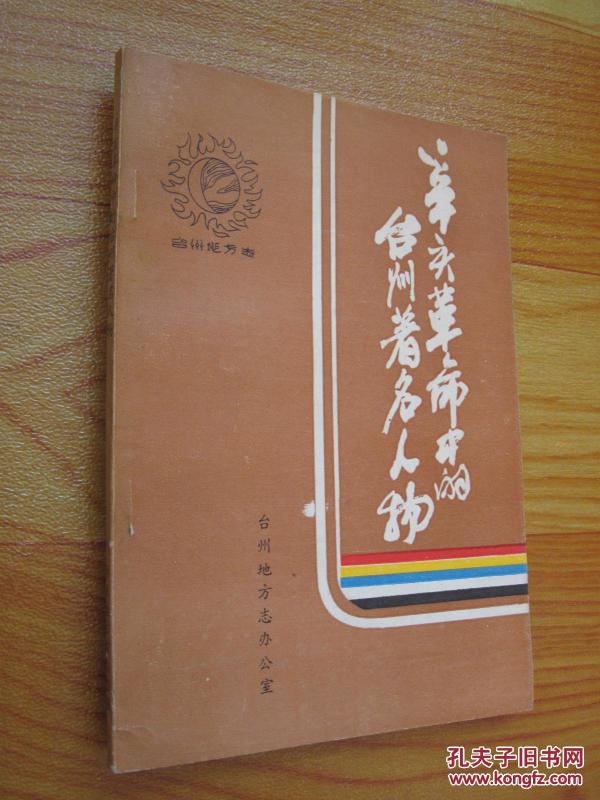 辛亥革命中的
台州著名人物
台州地方志
台州地方志办公室
孔夫子旧书网
www.kongfz.com